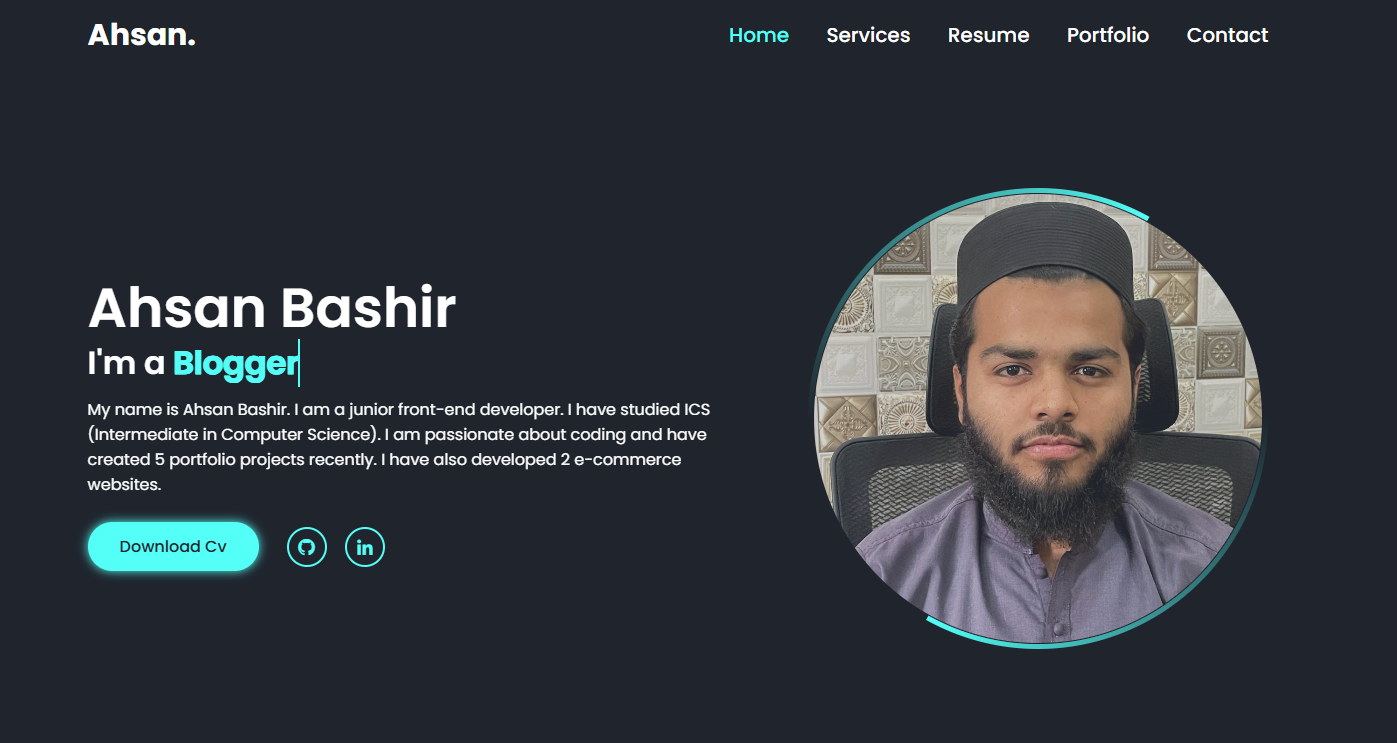 Ahsan.
Home Services Resume Portfolio Contact
Ahsan Bashir
I'm a Blogger
My name is Ahsan Bashir. I am a junior front-end developer. I have studied ICS
(Intermediate in Computer Science). I am passionate about coding and have
created 5 portfolio projects recently. I have also developed 2 e-commerce
websites.
Download Cv
in